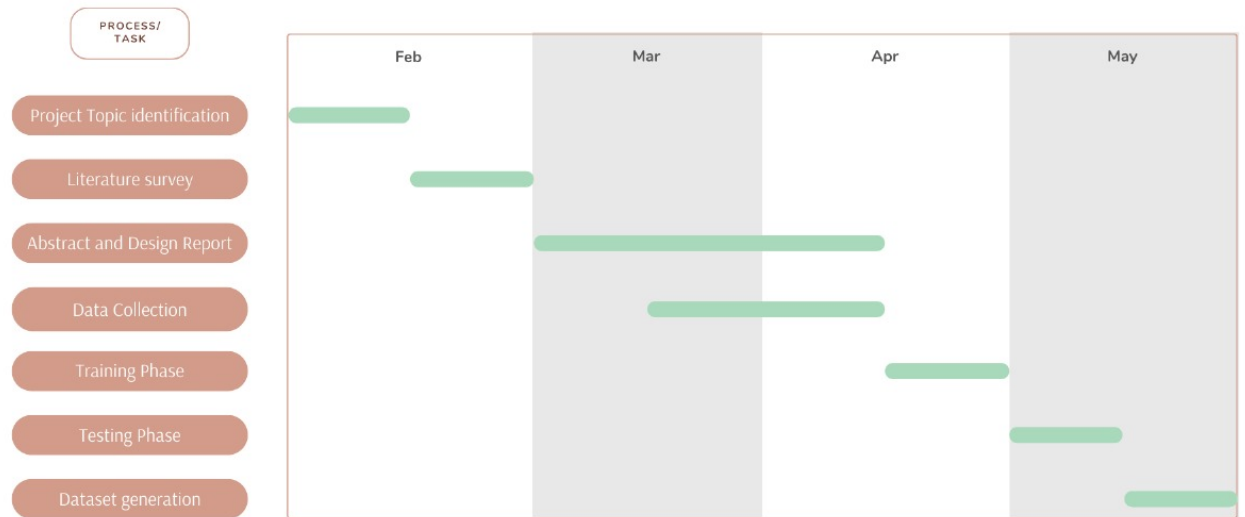 PROCESS/
TASK
Feb Mar Apr May
Project Topic identification
Literature survey
Abstract and Design Report
Data Collection
Training Phase
Testing Phase
Dataset generation